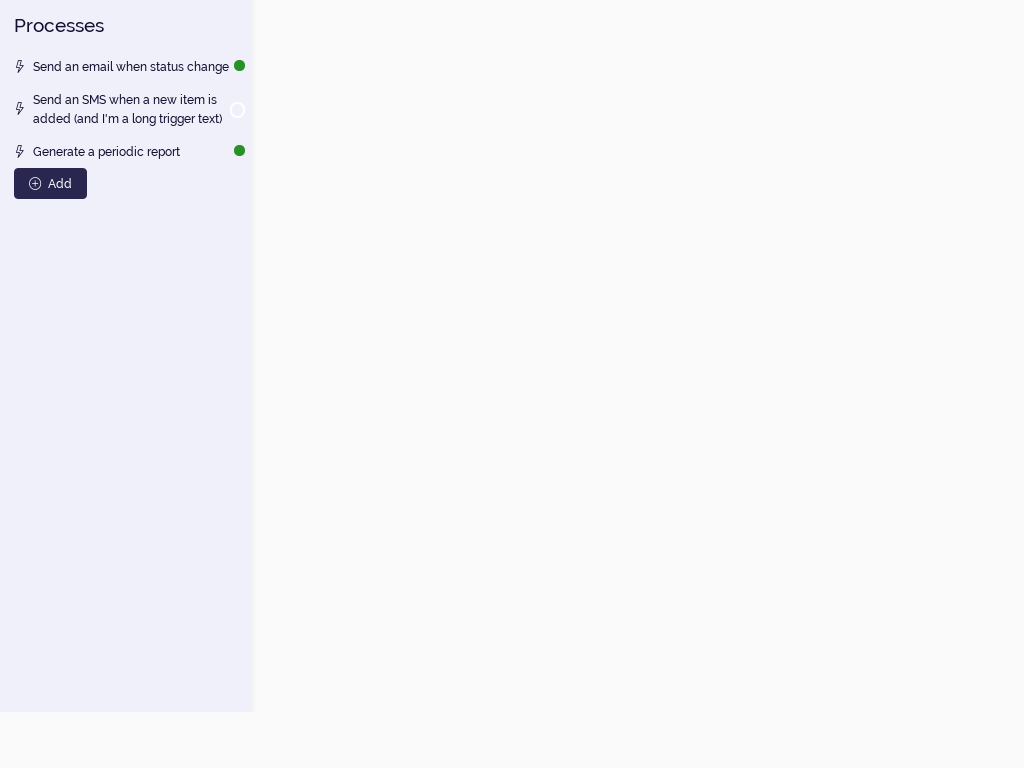 Processes
Send an email when status change
Send an SMS when a new item is
added (and I'm a long trigger text)
Generate a periodic report
Add